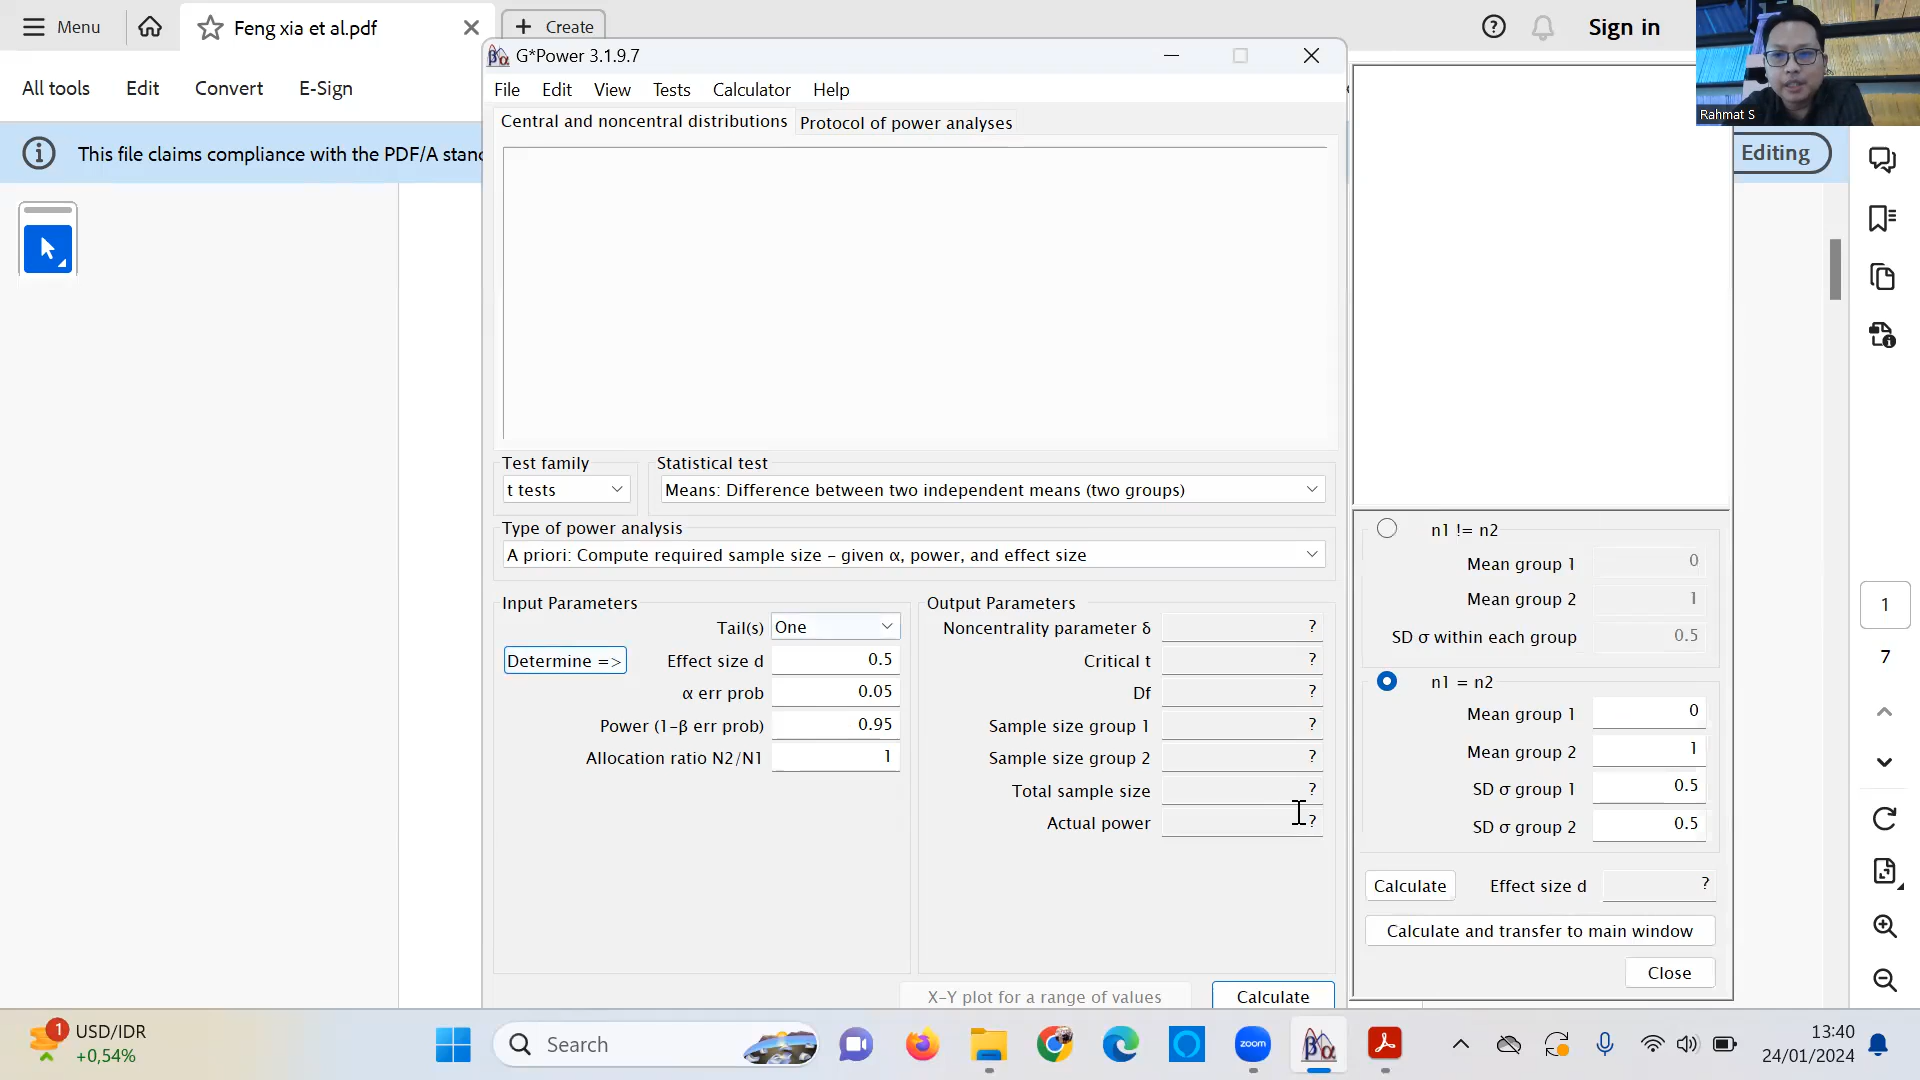 Menu
Feng xia et al.pdf
Create
Sign in
Rahmat S
All tools
Edit
Convert
E-Sign
This file claims compliance with the PDF/A stan
Editing
G*Power 3.1.9.7
File Edit View Tests Calculator Help
Central and noncentral distributions
Protocol of power analyses
Test family
t tests
Statistical test
Means: Difference between two independent means (two groups)
Type of power analysis
A priori: Compute required sample size – given α, power, and effect size
Input Parameters
Tail(s) One
Determine =>
Effect size d 0.5
α err prob 0.05
Power (1–β err prob) 0.95
Allocation ratio N2/N1 1
Output Parameters
Noncentrality parameter δ ?
Critical t ?
Df ?
Sample size group 1 ?
Sample size group 2 ?
Total sample size ?
Actual power ?
X–Y plot for a range of values
Calculate
n1 != n2
Mean group 1 0
Mean group 2 1
SD σ within each group 0.5
n1 = n2
Mean group 1 0
Mean group 2 1
SD σ group 1 0.5
SD σ group 2 0.5
Calculate
Effect size d ?
Calculate and transfer to main window
Close
1
7
1
USD/IDR
+0,54%
Search
zoom
βα
13:40
24/01/2024